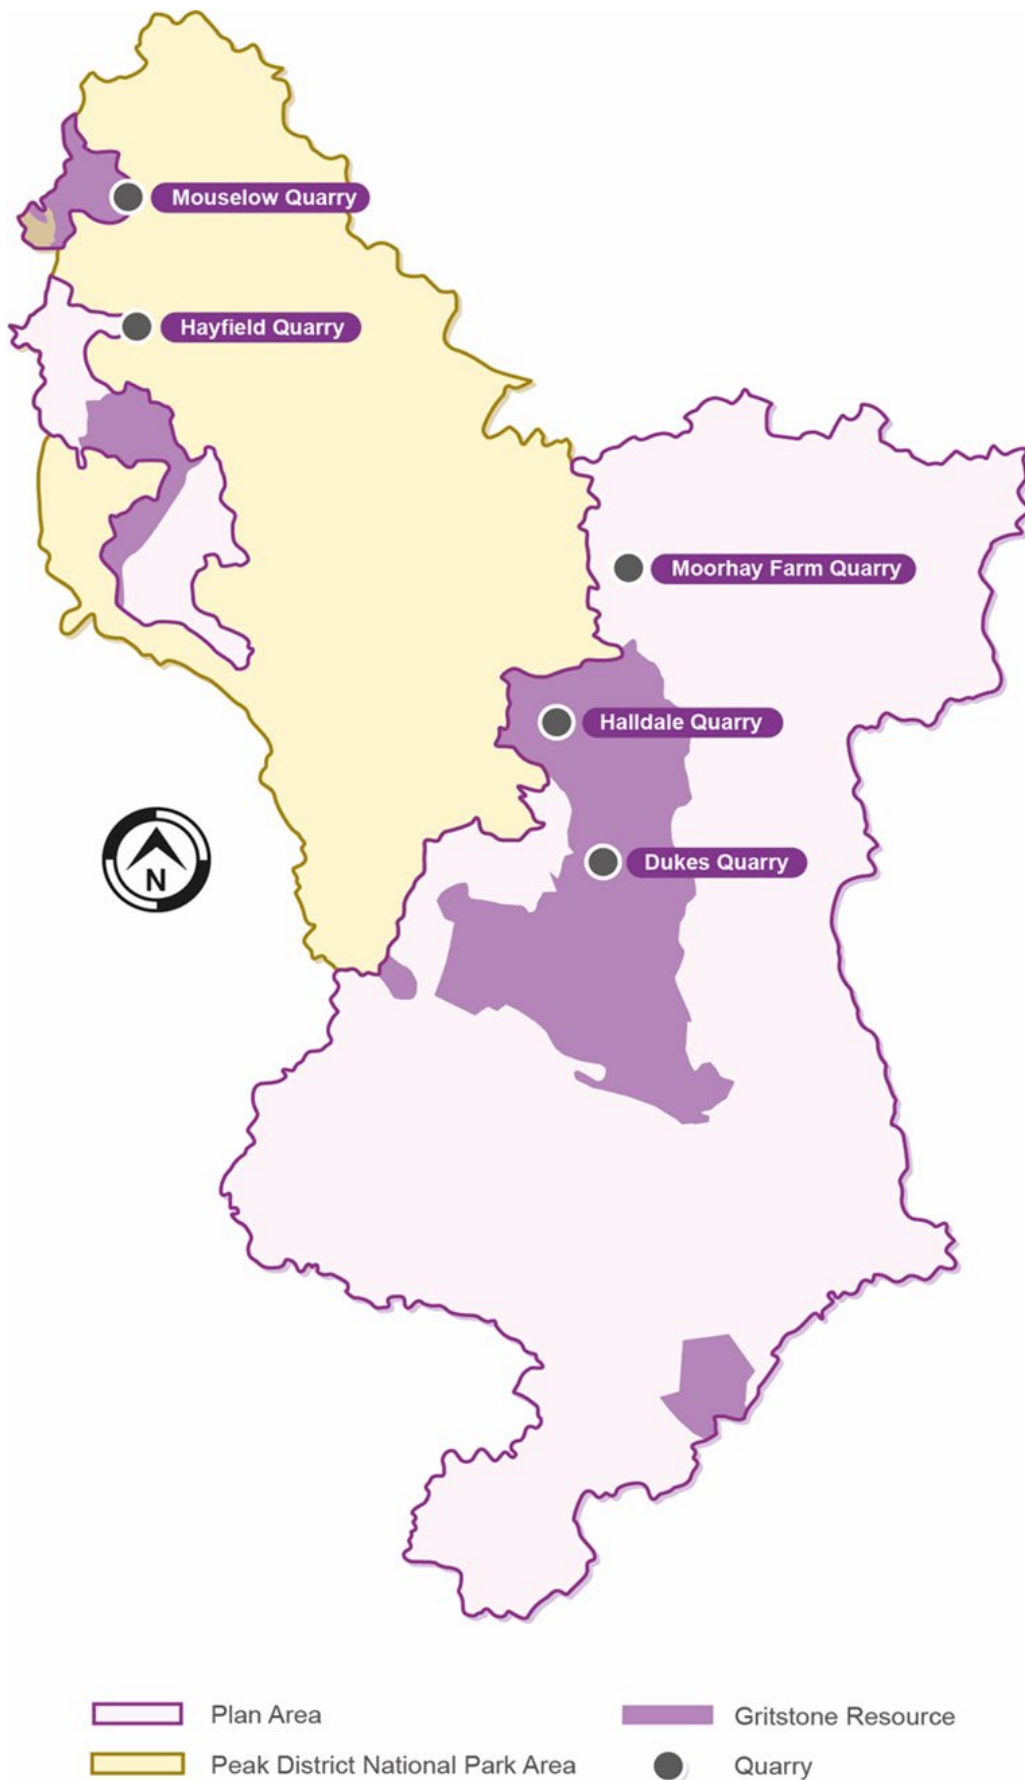 Mouselow Quarry
Hayfield Quarry
Moorhay Farm Quarry
Halldale Quarry
Dukes Quarry
N
Plan Area
Gritstone Resource
Peak District National Park Area
Quarry